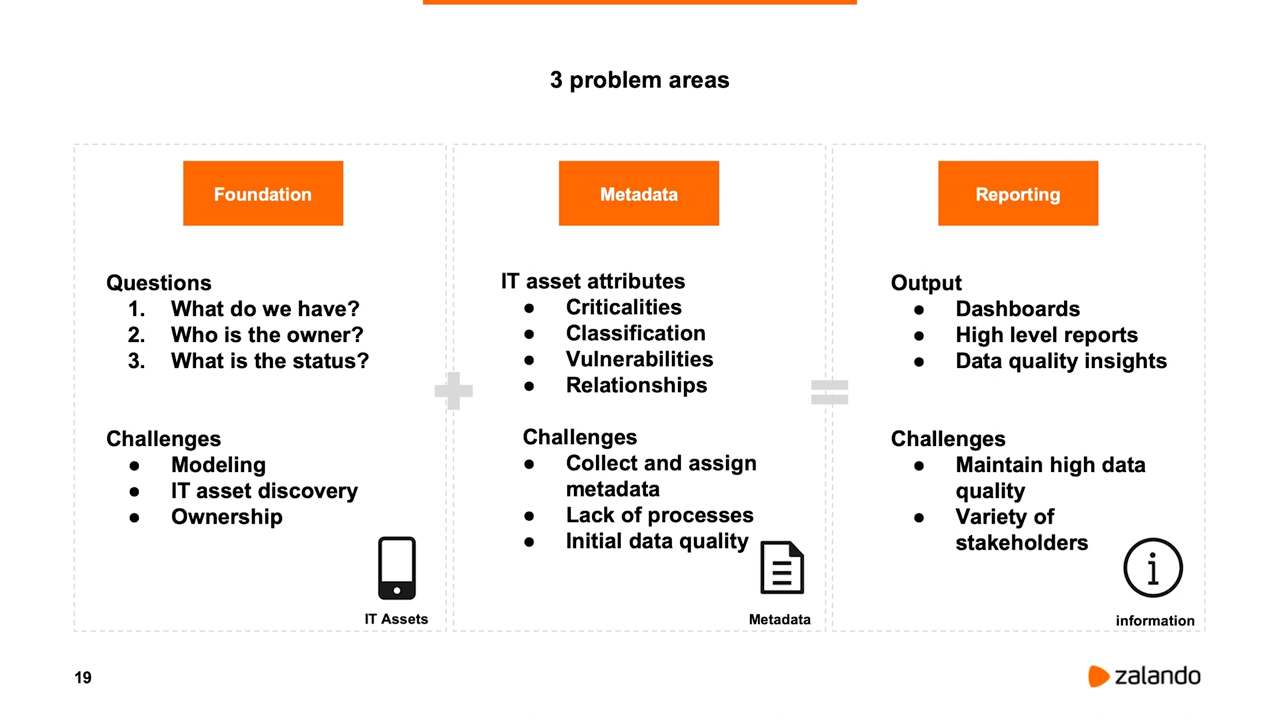 3 problem areas
Foundation
Questions
1. What do we have?
2. Who is the owner?
3. What is the status?
Challenges
● Modeling
● IT asset discovery
● Ownership
IT Assets
Metadata
IT asset attributes
● Criticalities
● Classification
● Vulnerabilities
● Relationships
Challenges
● Collect and assign
metadata
● Lack of processes
● Initial data quality
Metadata
Reporting
Output
● Dashboards
● High level reports
● Data quality insights
Challenges
● Maintain high data
quality
● Variety of
stakeholders
information
19
zalando